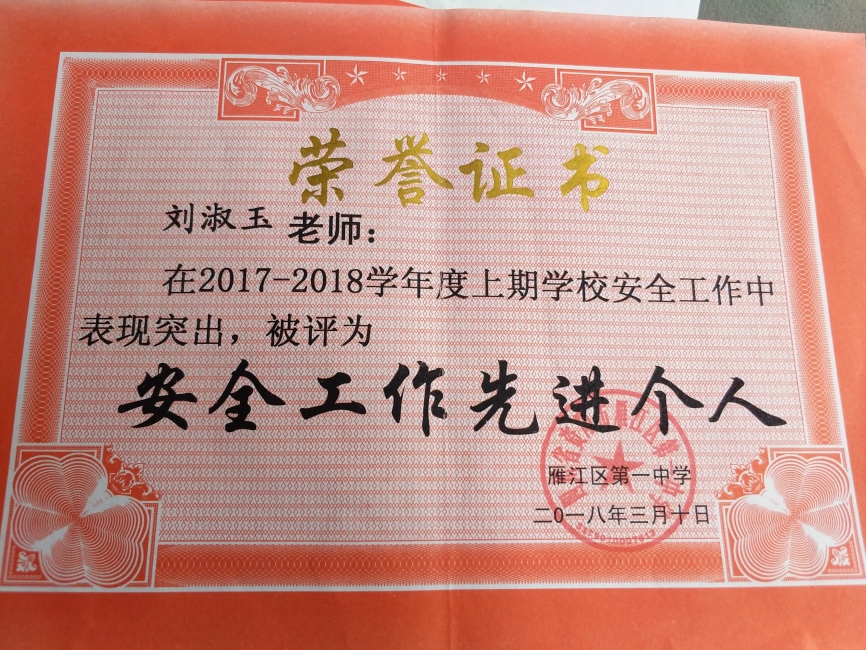 荣誉证书
刘淑玉 老师：
在2017-2018学年度上期学校安全工作中
表现突出，被评为
安全工作先进个人
雁江区第一中学
二0一八年三月十日